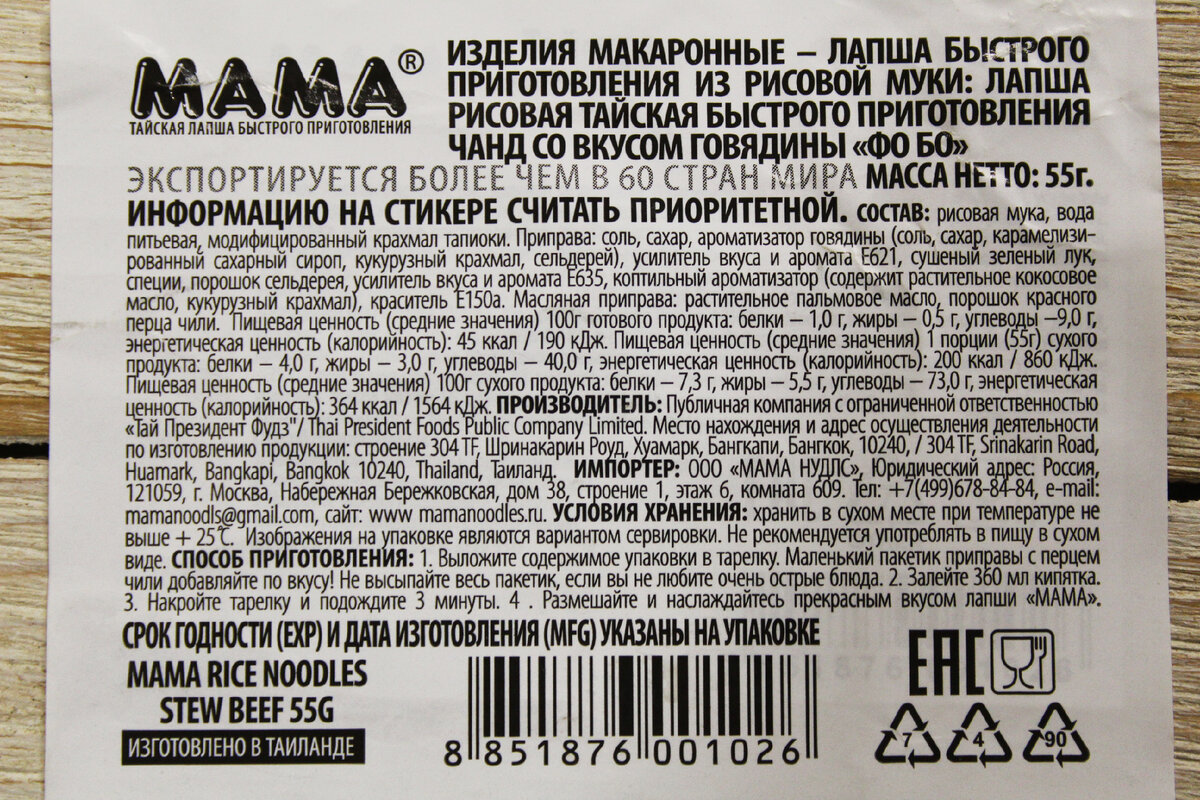 МАМА®
ТАЙСКАЯ ЛАПША БЫСТРОГО ПРИГОТОВЛЕНИЯ
ИЗДЕЛИЯ МАКАРОННЫЕ – ЛАПША БЫСТРОГО
ПРИГОТОВЛЕНИЯ ИЗ РИСОВОЙ МУКИ: ЛАПША
РИСОВАЯ ТАЙСКАЯ БЫСТРОГО ПРИГОТОВЛЕНИЯ
ЧАНД СО ВКУСОМ ГОВЯДИНЫ «ФО БО»
ЭКСПОРТИРУЕТСЯ БОЛЕЕ ЧЕМ В 60 СТРАН МИРА МАССА НЕТТО: 55г.
ИНФОРМАЦИЮ НА СТИКЕРЕ СЧИТАТЬ ПРИОРИТЕТНОЙ. СОСТАВ: рисовая мука, вода
питьевая, модифицированный крахмал тапиоки. Приправа: соль, сахар, ароматизатор говядины (соль, сахар, карамелизи-
рованный сахарный сироп, кукурузный крахмал, сельдерей), усилитель вкуса и аромата Е621, сушеный зеленый лук,
специи, порошок сельдерея, усилитель вкуса и аромата Е635, коптильный ароматизатор (содержит растительное кокосовое
масло, кукурузный крахмал), краситель Е150а. Масляная приправа: растительное пальмовое масло, порошок красного
перца чили. Пищевая ценность (средние значения) 100г готового продукта: белки – 1,0 г, жиры – 0,5 г, углеводы –9,0 г,
энергетическая ценность (калорийность): 45 ккал / 190 кДж. Пищевая ценность (средние значения) 1 порции (55г) сухого
продукта: белки – 4,0 г, жиры – 3,0 г, углеводы – 40,0 г, энергетическая ценность (калорийность): 200 ккал / 860 кДж.
Пищевая ценность (средние значения) 100г сухого продукта: белки – 7,3 г, жиры – 5,5 г, углеводы – 73,0 г, энергетическая
ценность (калорийность): 364 ккал / 1564 кДж. ПРОИЗВОДИТЕЛЬ: Публичная компания с ограниченной ответственностью
«Тай Президент Фудз"/ Thai President Foods Public Company Limited. Место нахождения и адрес осуществления деятельности
по изготовлению продукции: строение 304 TF, Шринакарин Роуд, Хуамарк, Бангкапи, Бангкок, 10240, / 304 TF, Srinakarin Road,
Huamark, Bangkapi, Bangkok 10240, Thailand, Таиланд. ИМПОРТЕР: ООО «МАМА НУДЛС», Юридический адрес: Россия,
121059, г. Москва, Набережная Бережковская, дом 38, строение 1, этаж 6, комната 609. Тел: +7(499)678-84-84, e-mail:
mamanoodls@gmail.com, сайт: www mamanoodles.ru. УСЛОВИЯ ХРАНЕНИЯ: хранить в сухом месте при температуре не
выше + 25˚С. Изображения на упаковке являются вариантом сервировки. Не рекомендуется употреблять в пищу в сухом
виде. СПОСОБ ПРИГОТОВЛЕНИЯ: 1. Выложите содержимое упаковки в тарелку. Маленький пакетик приправы с перцем
чили добавляйте по вкусу! Не высыпайте весь пакетик, если вы не любите очень острые блюда. 2. Залейте 360 мл кипятка.
3. Накройте тарелку и подождите 3 минуты. 4 . Размешайте и наслаждайтесь прекрасным вкусом лапши «МАМА».
СРОК ГОДНОСТИ (EXP) И ДАТА ИЗГОТОВЛЕНИЯ (MFG) УКАЗАНЫ НА УПАКОВКЕ
MAMA RICE NOODLES
STEW BEEF 55G
ИЗГОТОВЛЕНО В ТАИЛАНДЕ
8 851876 001026
EAC
7 4 90